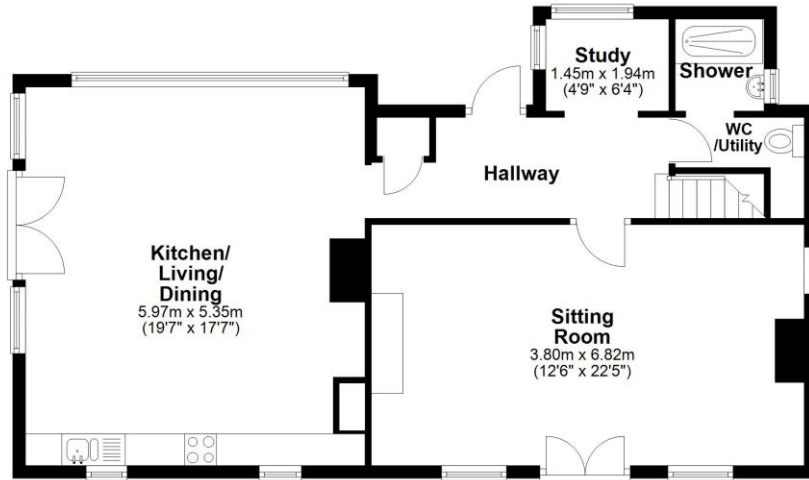 Study
1.45m x 1.94m
(4'9" x 6'4")
Shower
WC
/Utility
Hallway
Kitchen/
Living/
Dining
5.97m x 5.35m
(19'7" x 17'7")
Sitting
Room
3.80m x 6.82m
(12'6" x 22'5")